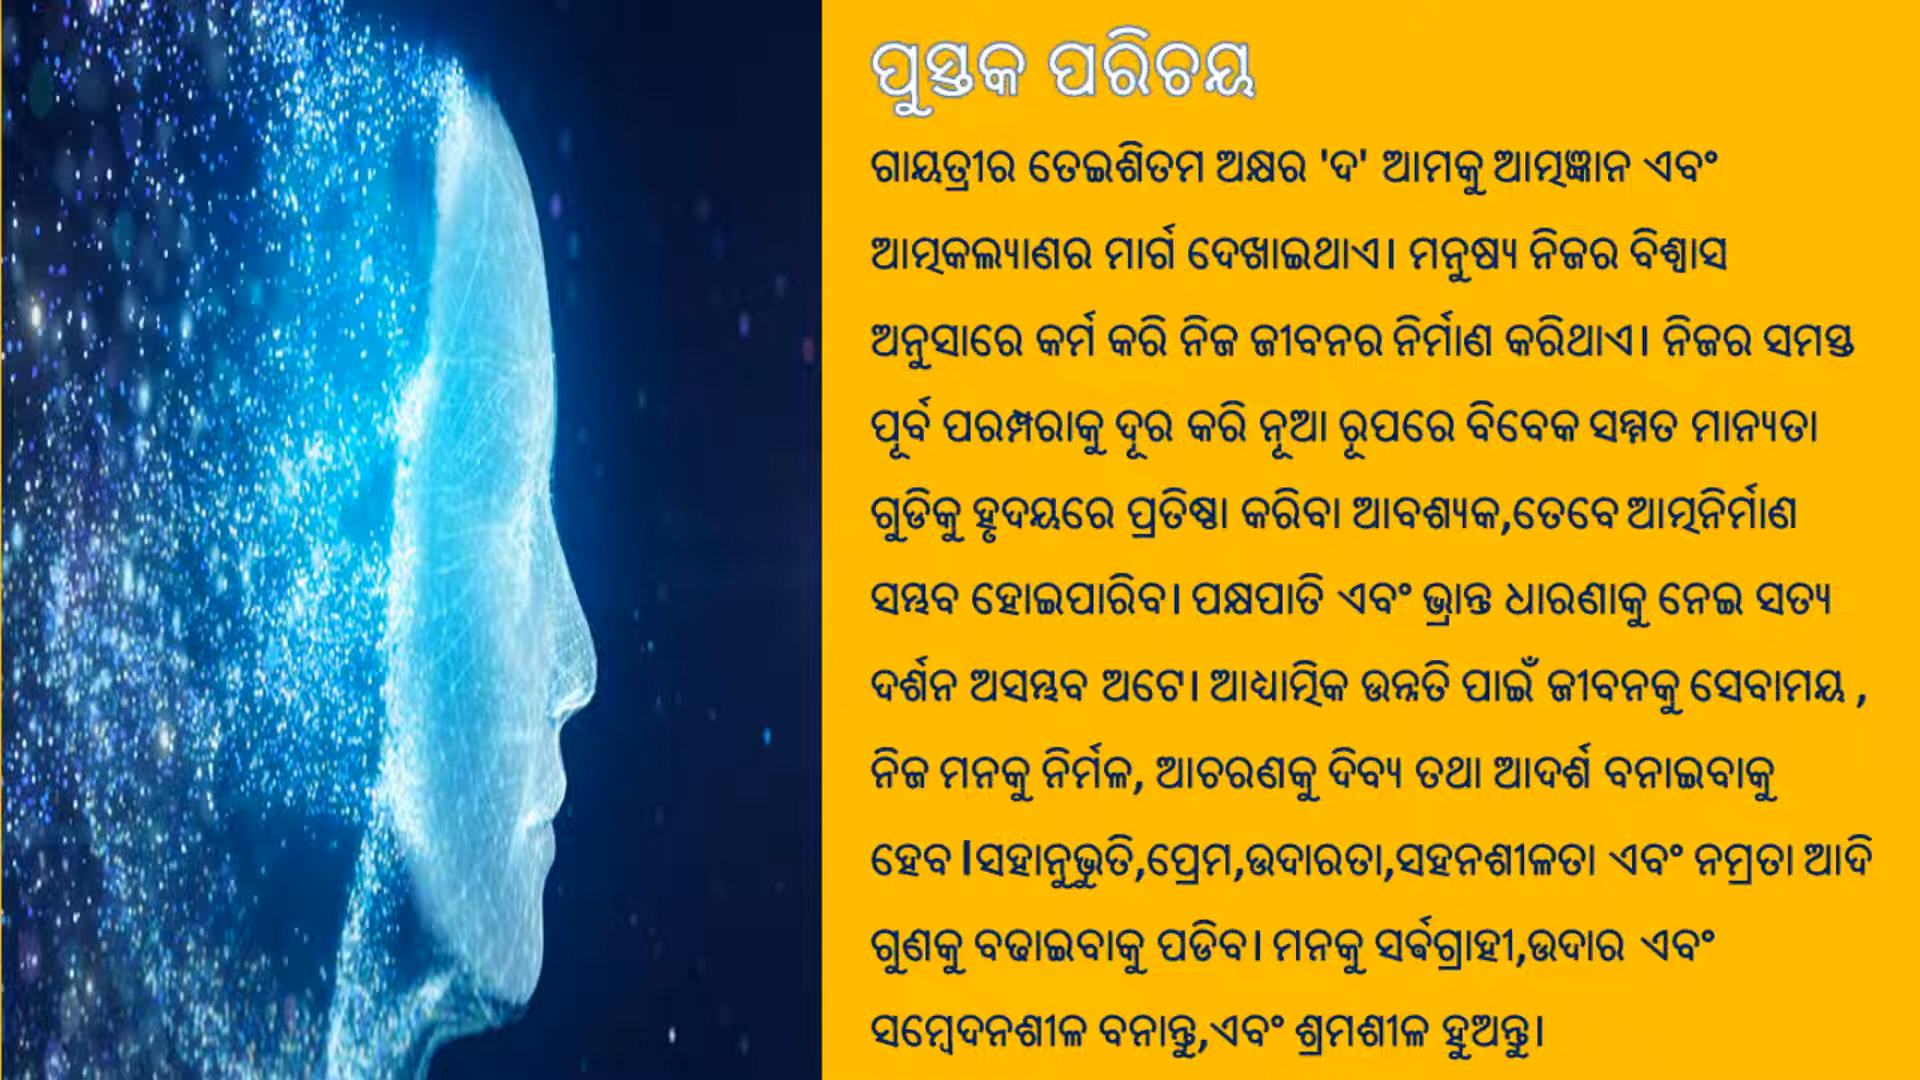 ପୁସ୍ତକ ପରିଚୟ
ଗାୟତ୍ରୀର ତେଇଶିତମ ଅକ୍ଷର 'ଦ' ଆମକୁ ଆତ୍ମଜ୍ଞାନ ଏବଂ
ଆତ୍ମକଲ୍ୟାଣର ମାର୍ଗ ଦେଖାଇଥାଏ। ମନୁଷ୍ୟ ନିଜର ବିଶ୍ୱାସ
ଅନୁସାରେ କର୍ମ କରି ନିଜ ଜୀବନର ନିର୍ମାଣ କରିଥାଏ। ନିଜର ସମସ୍ତ
ପୂର୍ବ ପରମ୍ପରାକୁ ଦୂର କରି ନୂଆ ରୂପରେ ବିବେକ ସମ୍ମତ ମାନ୍ୟତା
ଗୁଡିକୁ ହୃଦୟରେ ପ୍ରତିଷ୍ଠା କରିବା ଆବଶ୍ୟକ,ତେବେ ଆତ୍ମନିର୍ମାଣ
ସମ୍ଭବ ହୋଇପାରିବ। ପକ୍ଷପାତି ଏବଂ ଭ୍ରାନ୍ତ ଧାରଣାକୁ ନେଇ ସତ୍ୟ
ଦର୍ଶନ ଅସମ୍ଭବ ଅଟେ। ଆଧ୍ୟାତ୍ମିକ ଉନ୍ନତି ପାଇଁ ଜୀବନକୁ ସେବାମୟ ,
ନିଜ ମନକୁ ନିର୍ମଳ, ଆଚରଣକୁ ଦିବ୍ୟ ତଥା ଆଦର୍ଶ ବନାଇବାକୁ
ହେବ |ସହାନୁଭୁତି,ପ୍ରେମ,ଉଦାରତା,ସହନଶୀଳତା ଏବଂ ନମ୍ରତା ଆଦି
ଗୁଣକୁ ବଢାଇବାକୁ ପଡିବ। ମନକୁ ସର୍ଵଗ୍ରାହୀ,ଉଦାର ଏବଂ
ସମ୍ବେଦନଶୀଳ ବନାନ୍ତୁ,ଏବଂ ଶ୍ରମଶୀଳ ହୁଅନ୍ତୁ।